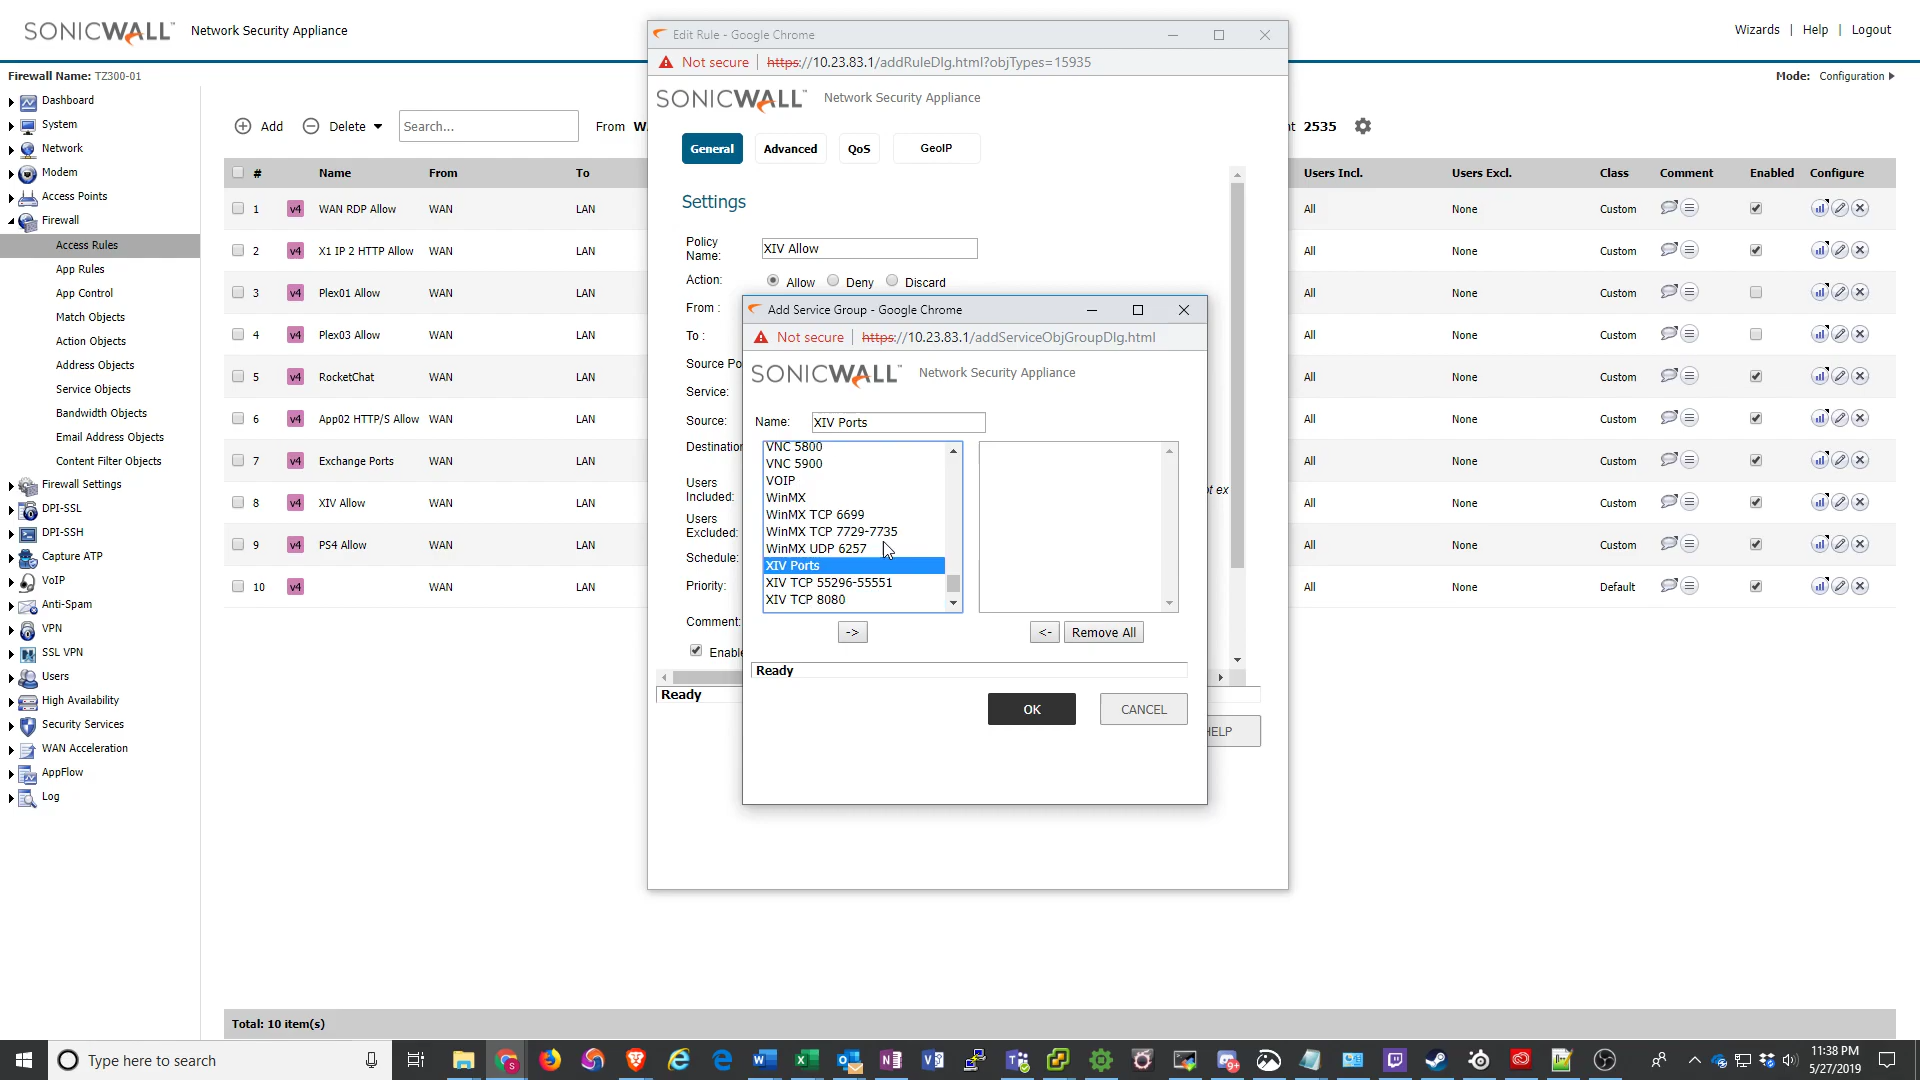 SONICWALL™ Network Security Appliance
Wizards | Help | Logout
Firewall Name: TZ300-01
Mode: Configuration
Dashboard
System
Network
Modem
Access Points
Firewall
Access Rules
App Rules
App Control
Match Objects
Action Objects
Address Objects
Service Objects
Bandwidth Objects
Email Address Objects
Content Filter Objects
Firewall Settings
DPI-SSL
DPI-SSH
Capture ATP
VoIP
Anti-Spam
VPN
SSL VPN
Users
High Availability
Security Services
WAN Acceleration
AppFlow
Log
Add Delete Search... From
2535
# Name From To
Users Incl. Users Excl. Class Comment Enabled Configure
1 v4 WAN RDP Allow WAN LAN All None Custom
2 v4 X1 IP 2 HTTP Allow WAN LAN All None Custom
3 v4 Plex01 Allow WAN LAN All None Custom
4 v4 Plex03 Allow WAN LAN All None Custom
5 v4 RocketChat WAN LAN All None Custom
6 v4 App02 HTTP/S Allow WAN LAN All None Custom
7 v4 Exchange Ports WAN LAN All None Custom
8 v4 XIV Allow WAN LAN All None Custom
9 v4 PS4 Allow WAN LAN All None Custom
10 v4 WAN LAN All None Default
Total: 10 item(s)
Edit Rule - Google Chrome
Not secure | https://10.23.83.1/addRuleDlg.html?objTypes=15935
SONICWALL™ Network Security Appliance
General Advanced QoS GeoIP
Settings
Policy
Name: XIV Allow
Action: Allow Deny Discard
From :
To :
Source Po
Service:
Source:
Destination
Users
Included:
Users
Excluded:
Schedule:
Priority:
Comment:
Enable
Ready
HELP
Add Service Group - Google Chrome
Not secure | https://10.23.83.1/addServiceObjGroupDlg.html
SONICWALL™ Network Security Appliance
Name: XIV Ports
VNC 5800
VNC 5900
VOIP
WinMX
WinMX TCP 6699
WinMX TCP 7729-7735
WinMX UDP 6257
XIV Ports
XIV TCP 55296-55551
XIV TCP 8080
-> <- Remove All
Ready
OK CANCEL
Type here to search
11:38 PM
5/27/2019